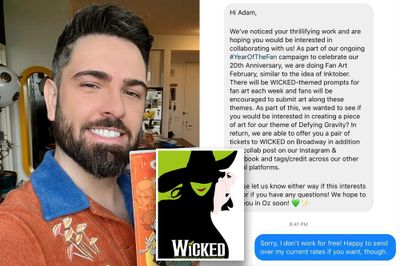 Hi Adam,
We've noticed your thrillifying work and are
hoping you would be interested in
collaborating with us! As part of our ongoing
#YearOfTheFan campaign to celebrate our
20th Anniversary, we are doing Fan Art
February, similar to the idea of Inktober.
There will be WICKED-themed prompts for
fan art each week and fans will be
encouraged to submit art along these
themes. As part of this, we wanted to see if
you would be interested in creating a piece
of art for our theme of Defying Gravity? In
return, we are able to offer you a pair of
tickets to WICKED on Broadway in addition
collab post on our Instagram &
book and tags/credit across our other
l platforms.
se let us know either way if this interests
or if you have any questions! We hope to
ou in Oz soon! 💚✨
8:41 PM
Sorry, I don't work for free! Happy to send
over my current rates if you want, though.
WICKED